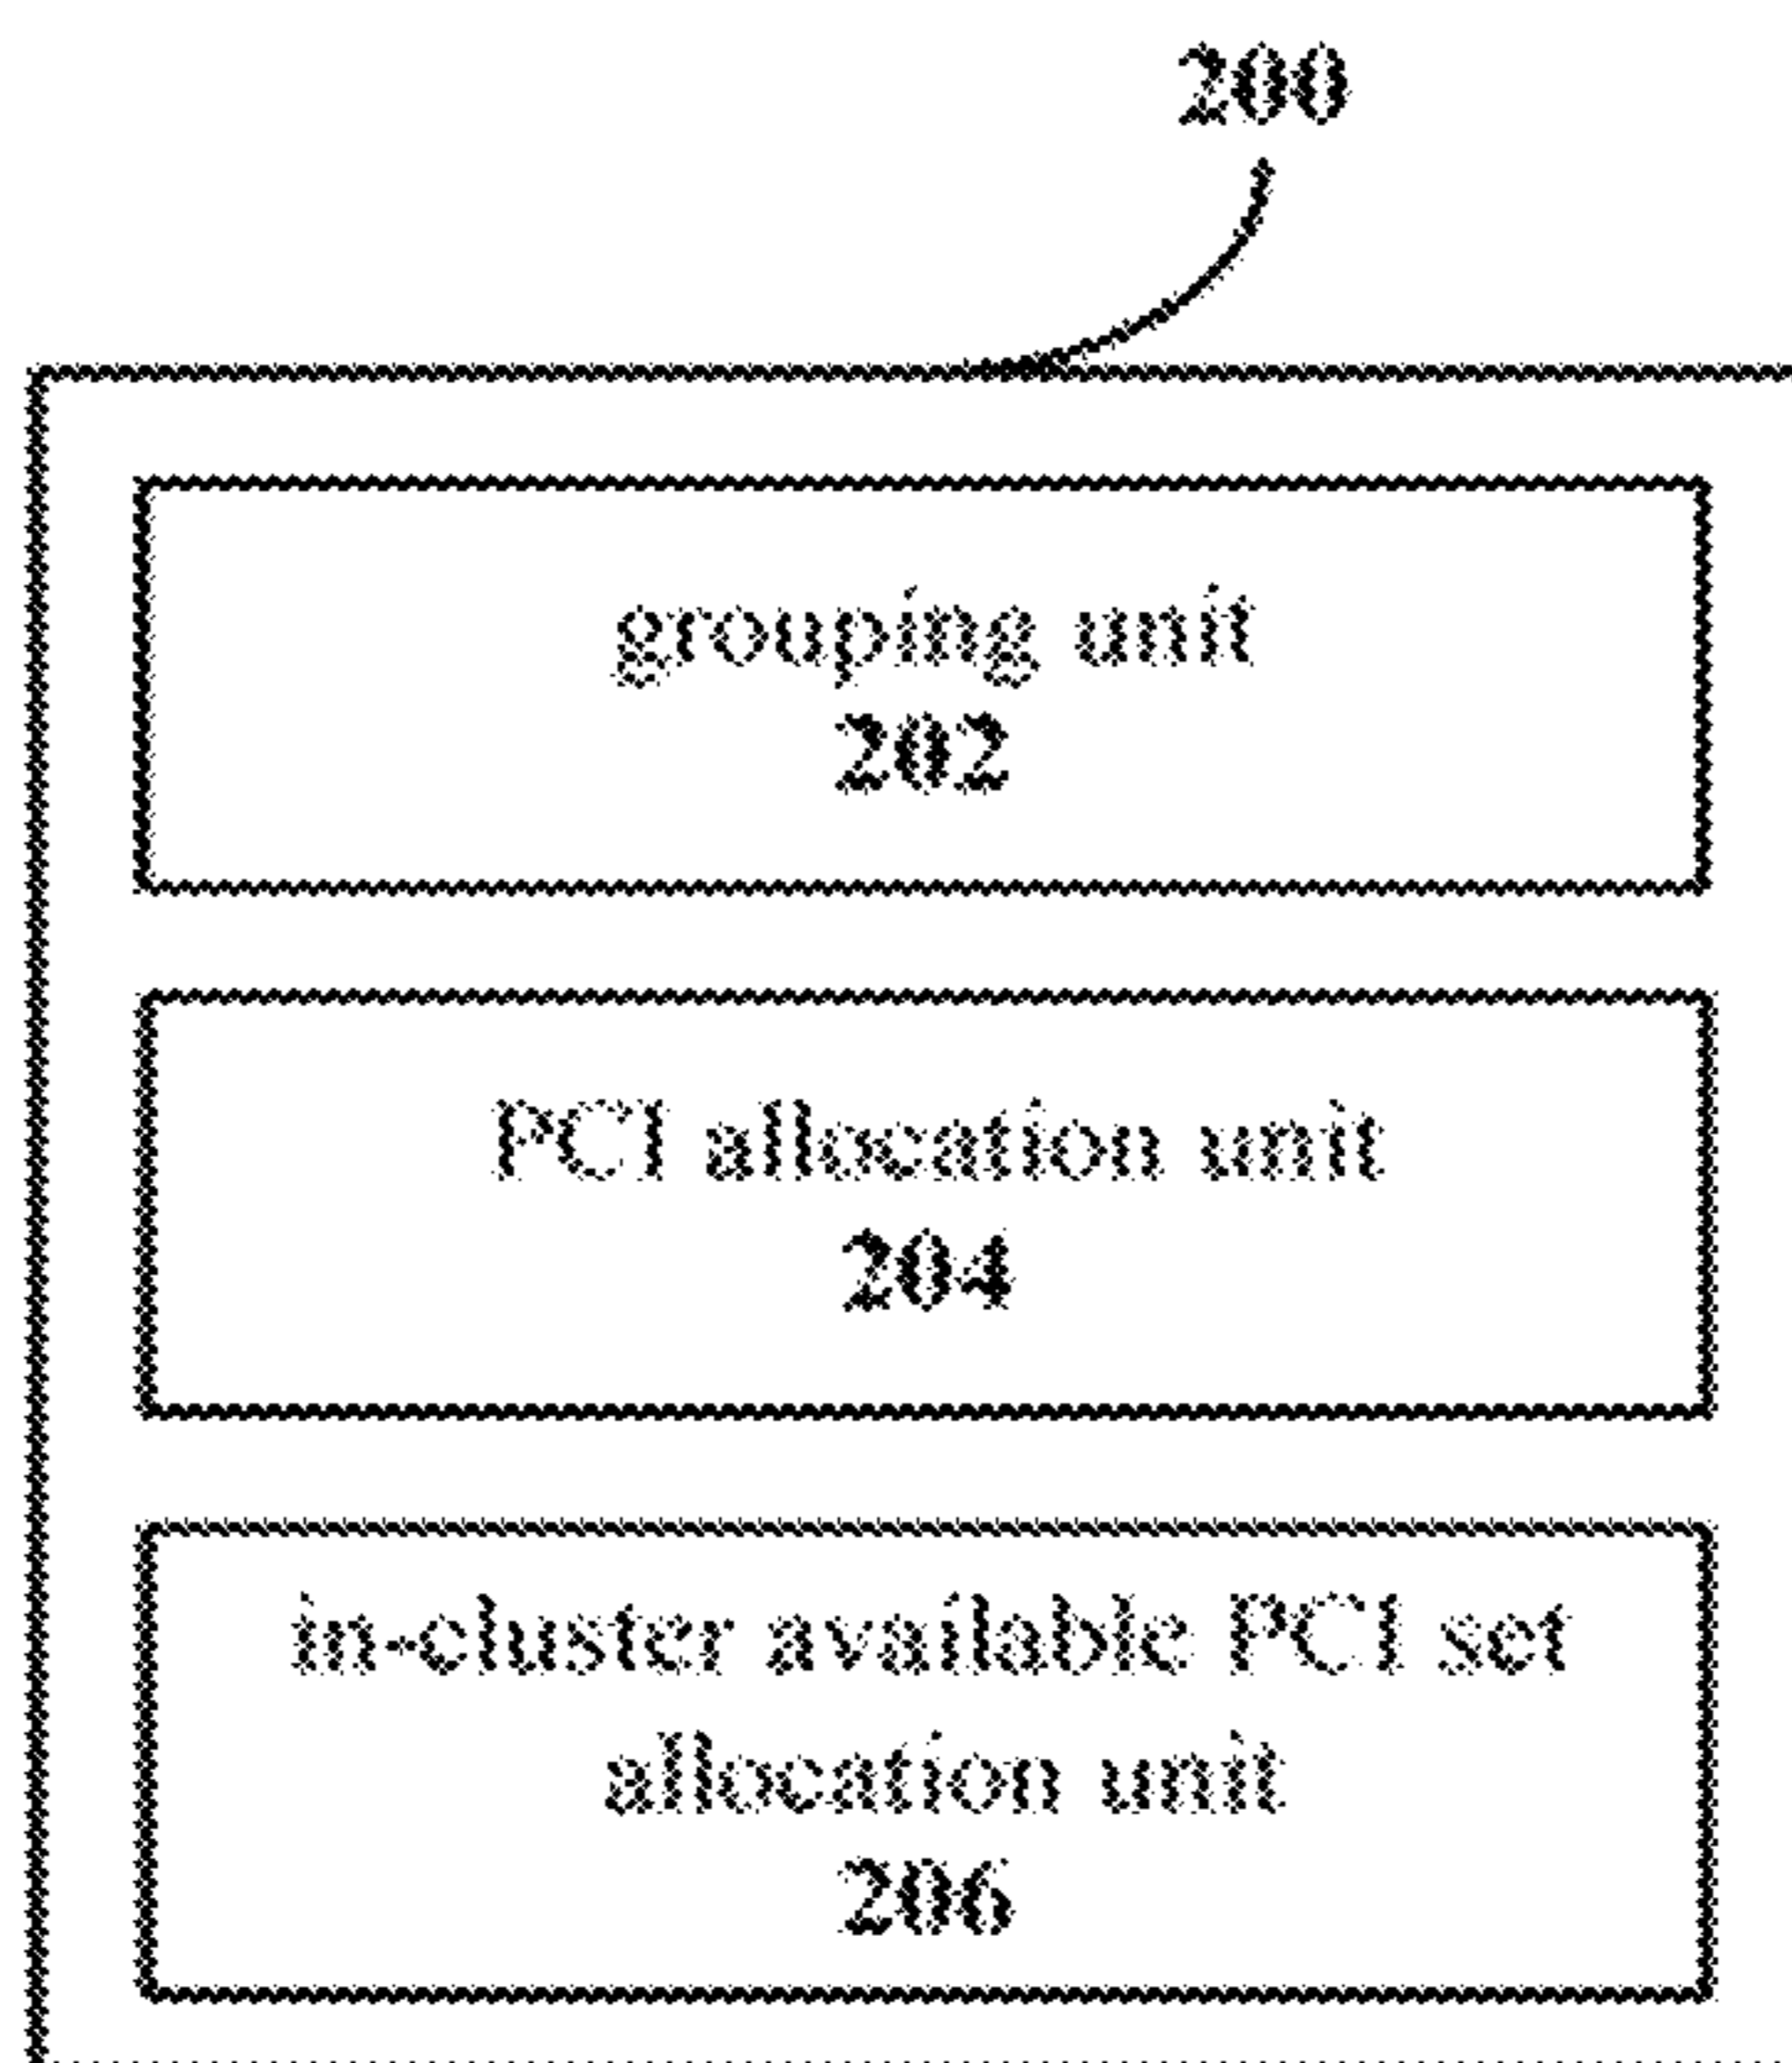 200
grouping unit
202
PCI allocation unit
204
in-cluster available PCI set
allocation unit
206